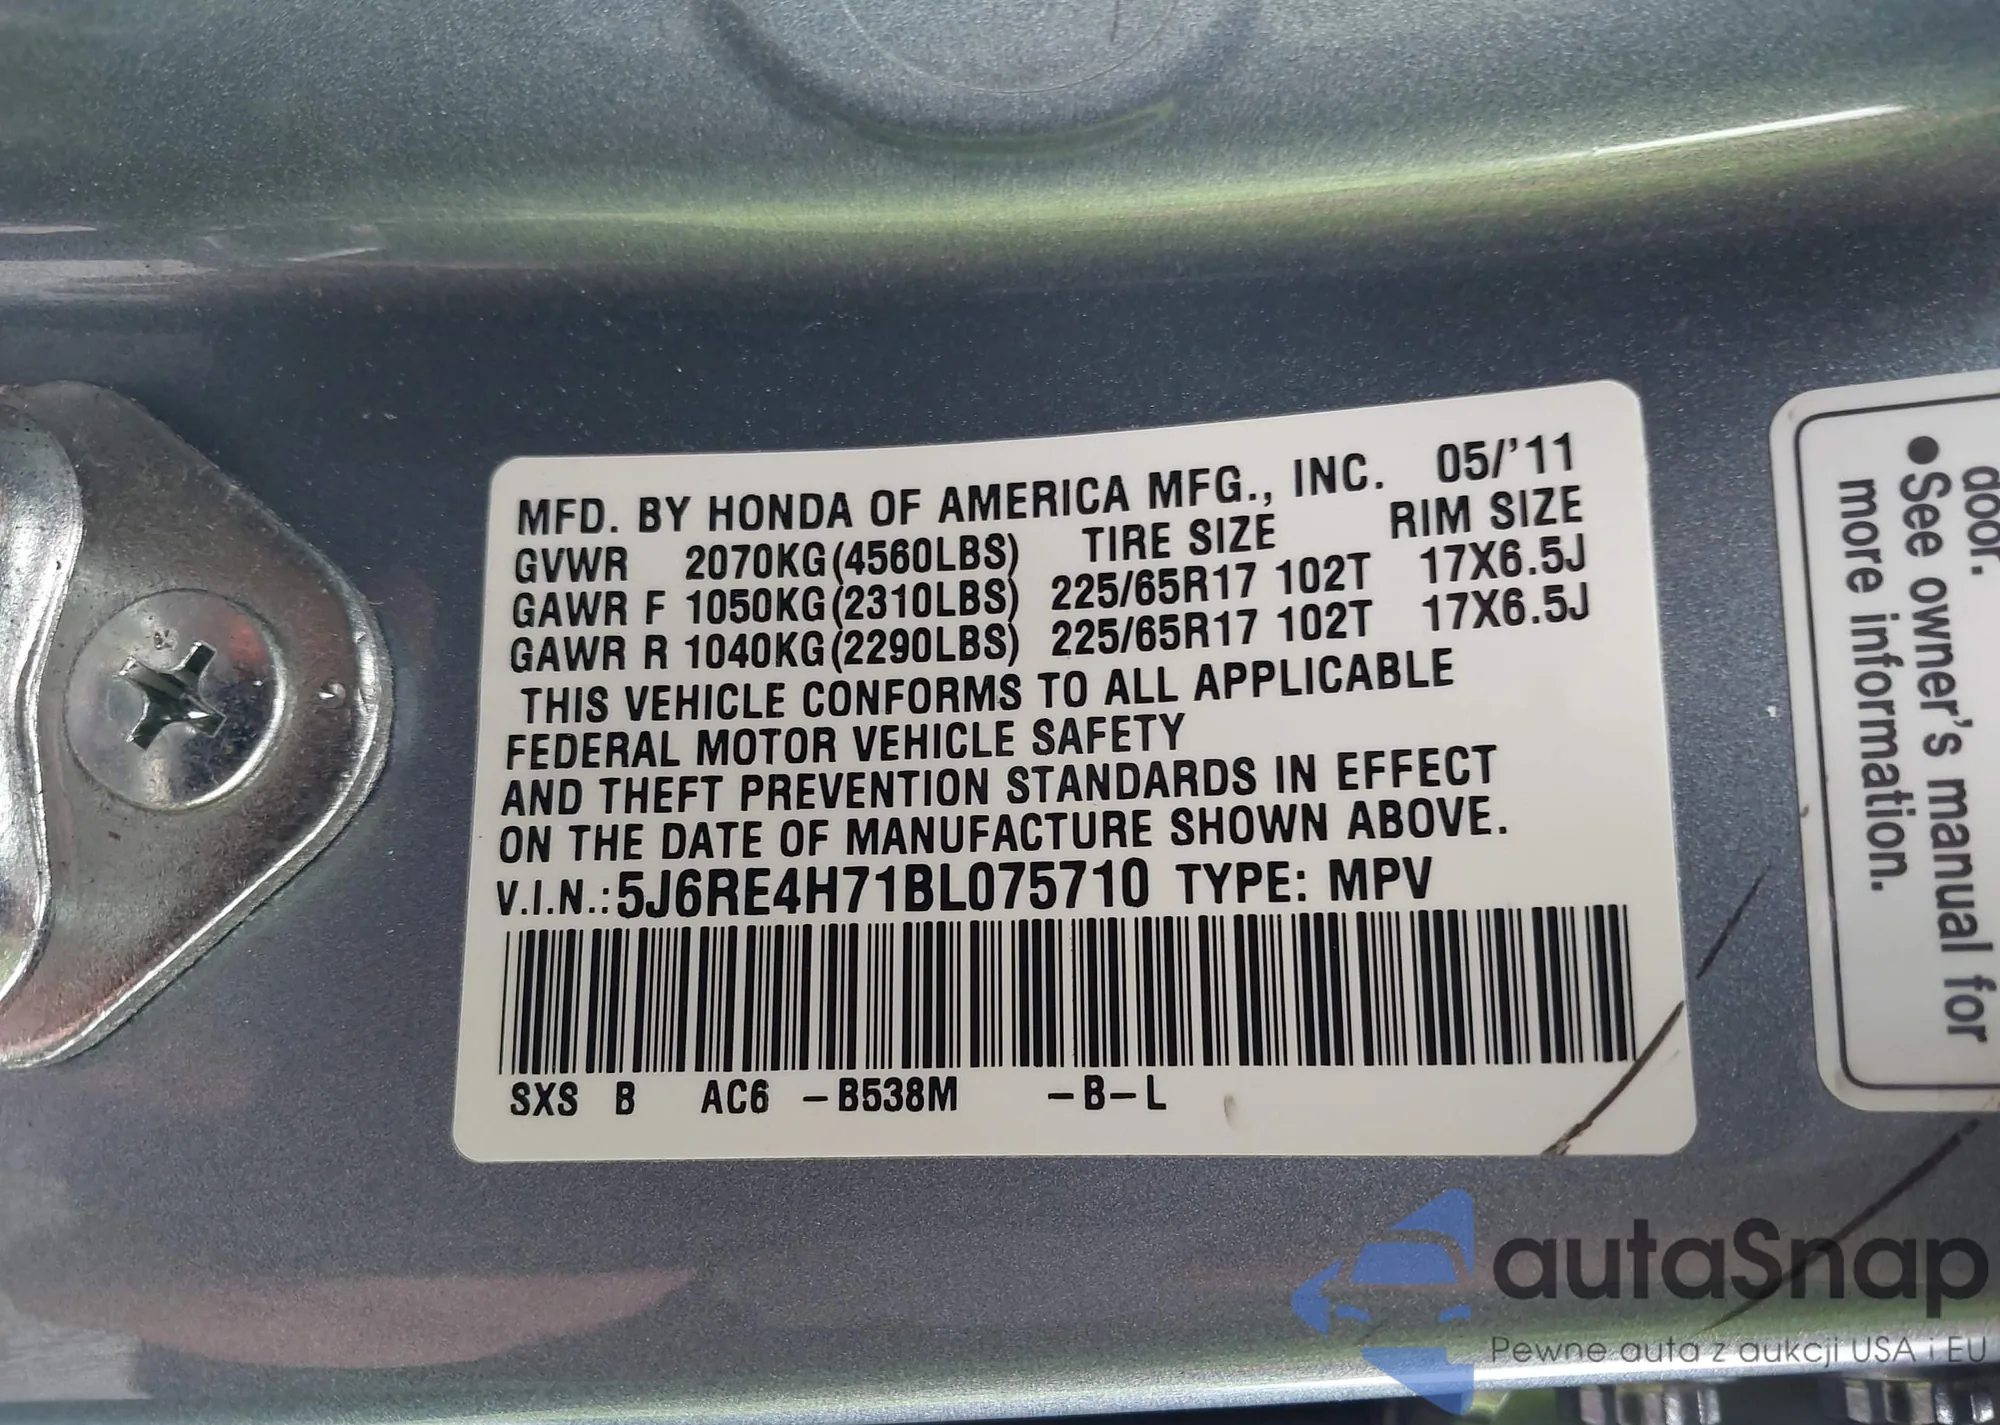 MFD. BY HONDA OF AMERICA MFG., INC. 05/'11
GVWR 2070KG(4560LBS) TIRE SIZE RIM SIZE
GAWR F 1050KG(2310LBS) 225/65R17 102T 17X6.5J
GAWR R 1040KG(2290LBS) 225/65R17 102T 17X6.5J
THIS VEHICLE CONFORMS TO ALL APPLICABLE
FEDERAL MOTOR VEHICLE SAFETY
AND THEFT PREVENTION STANDARDS IN EFFECT
ON THE DATE OF MANUFACTURE SHOWN ABOVE.
V.I.N.: 5J6RE4H71BL075710 TYPE: MPV
SXS B AC6 -B538M -B-L
door.
●See owner's manual for
more information.
autaSnap
Pewne auta z aukcji USA i EU